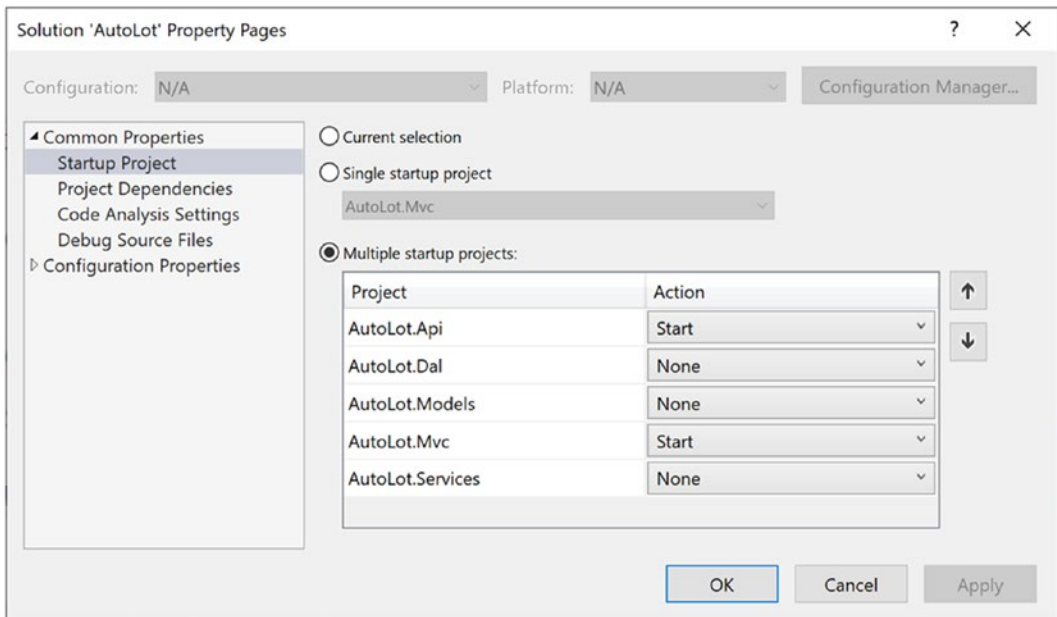 Solution 'AutoLot' Property Pages ?
Configuration: N/A Platform: N/A Configuration Manager...
Common Properties
Startup Project
Project Dependencies
Code Analysis Settings
Debug Source Files
Configuration Properties
Current selection
Single startup project
AutoLot.Mvc
Multiple startup projects:
Project Action
AutoLot.Api Start
AutoLot.Dal None
AutoLot.Models None
AutoLot.Mvc Start
AutoLot.Services None
OK Cancel Apply